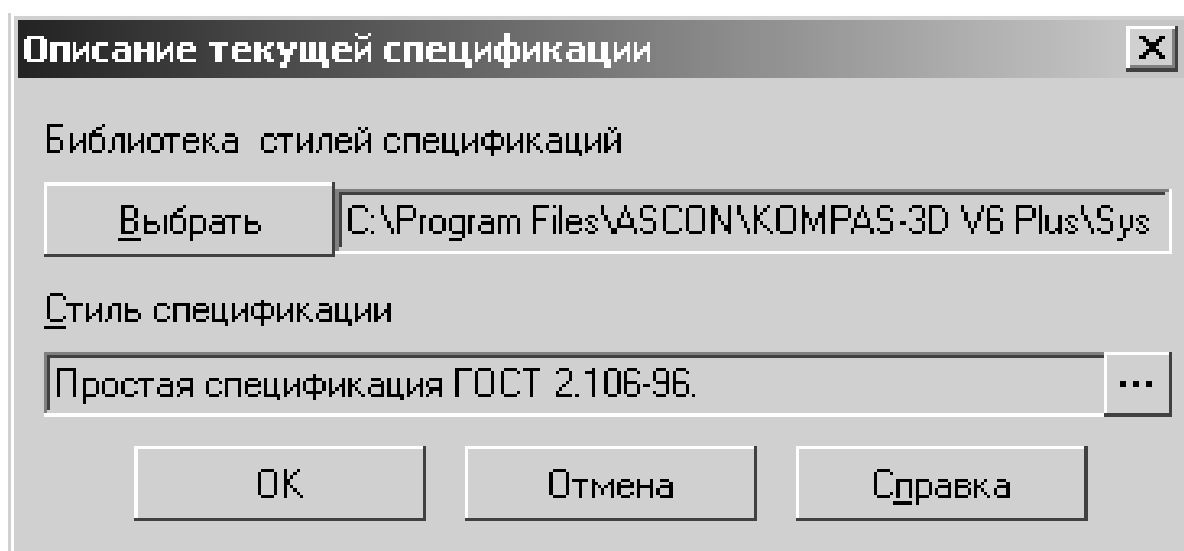 Описание текущей спецификации
Библиотека стилей спецификаций
Выбрать C:\Program Files\ASCON\KOMPAS-3D V6 Plus\Sys
Стиль спецификации
Простая спецификация ГОСТ 2.106-96. ...
OK Отмена Справка